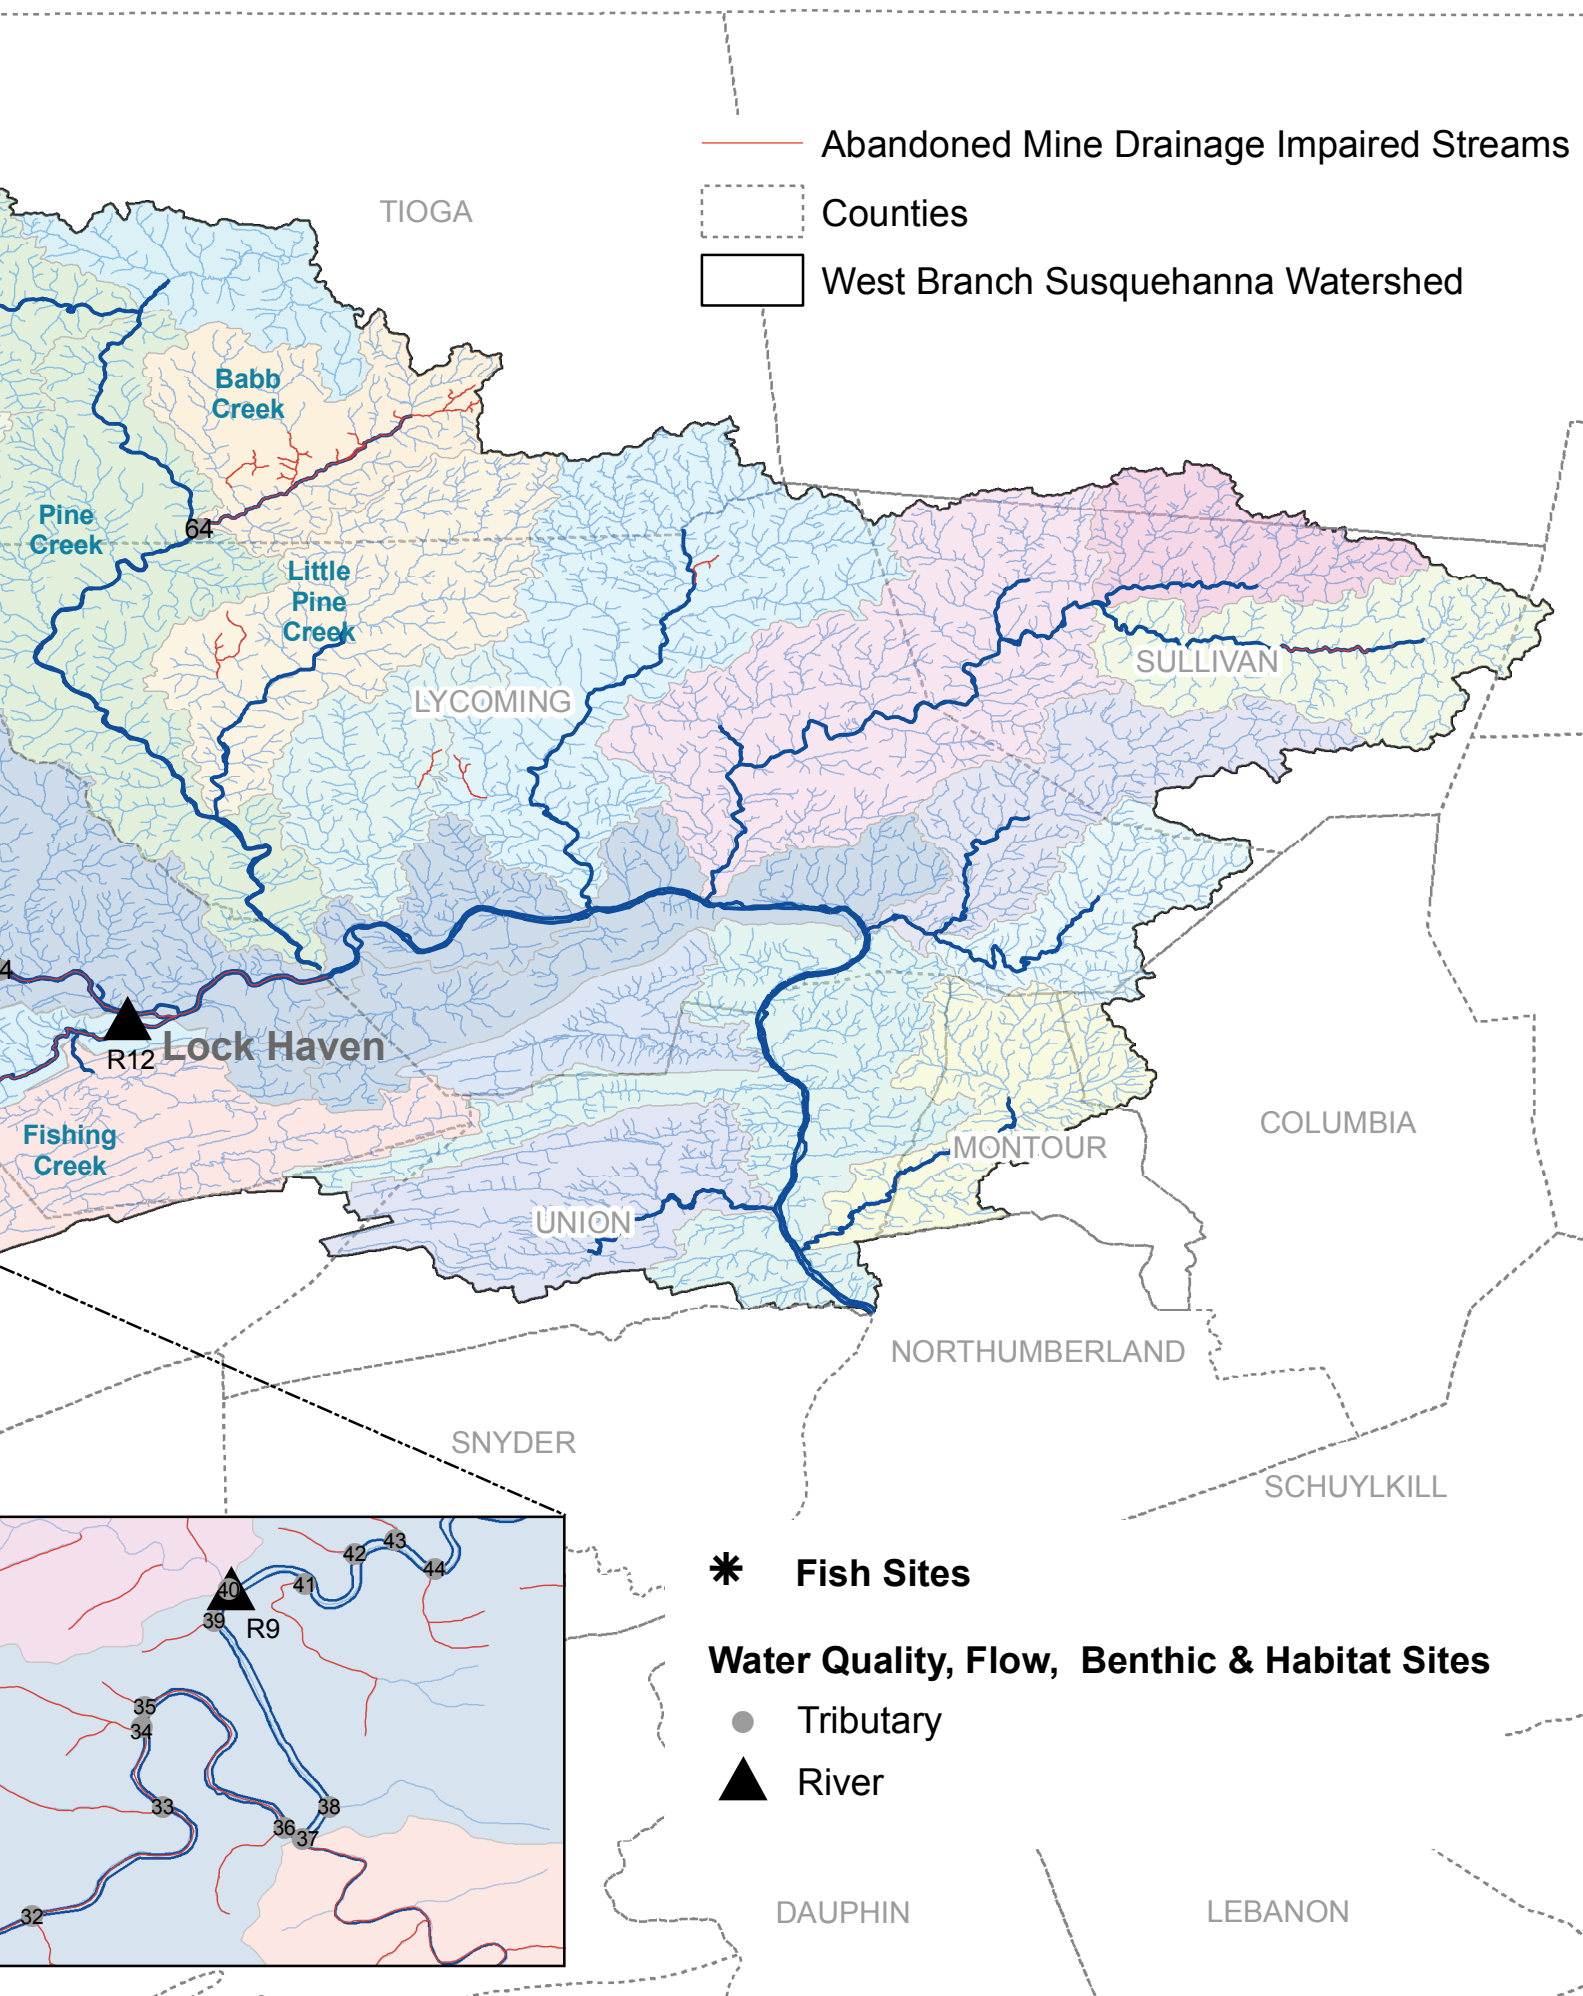 Abandoned Mine Drainage Impaired Streams
Counties
West Branch Susquehanna Watershed
TIOGA
Babb
Creek
Pine
Creek
64
Little
Pine
Creek
LYCOMING
SULLIVAN
4
R12
Lock Haven
Fishing
Creek
MONTOUR
COLUMBIA
UNION
NORTHUMBERLAND
SNYDER
SCHUYLKILL
43
42
44
41
40
39
R9
35
34
33
38
36
37
32
Fish Sites
Water Quality, Flow, Benthic & Habitat Sites
Tributary
River
DAUPHIN
LEBANON